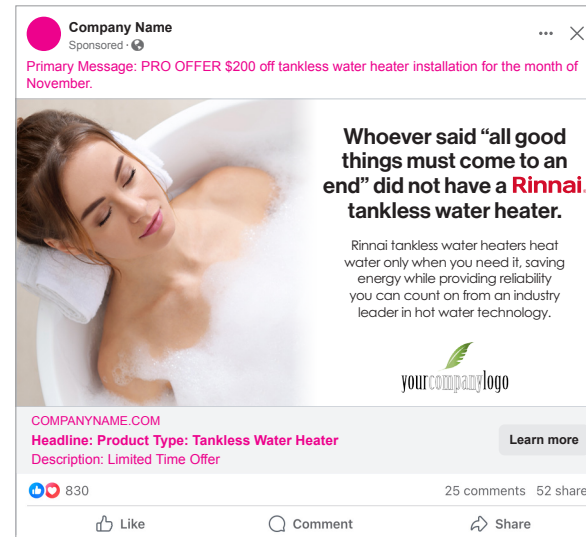 Company Name
Sponsored ·
Primary Message: PRO OFFER $200 off tankless water heater installation for the month of
November.
Whoever said “all good
things must come to an
end” did not have a Rinnai.
tankless water heater.
Rinnai tankless water heaters heat
water only when you need it, saving
energy while providing reliability
you can count on from an industry
leader in hot water technology.
yourcompanylogo
COMPANYNAME.COM
Headline: Product Type: Tankless Water Heater
Learn more
Description: Limited Time Offer
830
25 comments 52 share
Like Comment Share